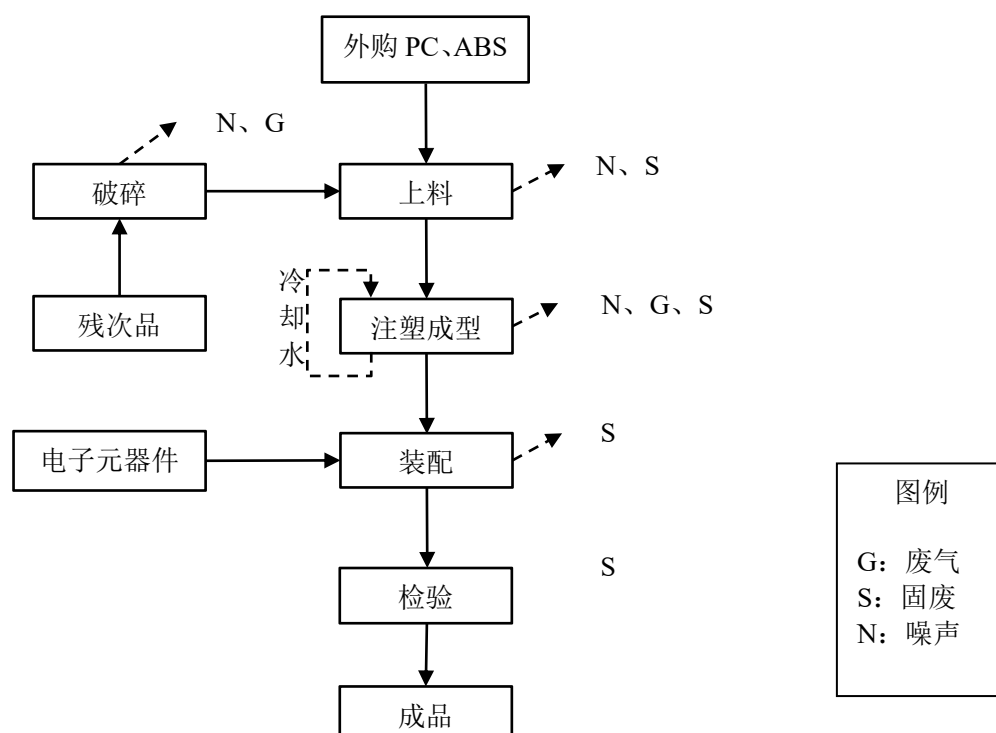 外购 PC、ABS
N、G
破碎
上料
N、S
冷却水
残次品
注塑成型
N、G、S
电子元器件
装配
S
图例
G：废气
S：固废
N：噪声
检验
S
成品